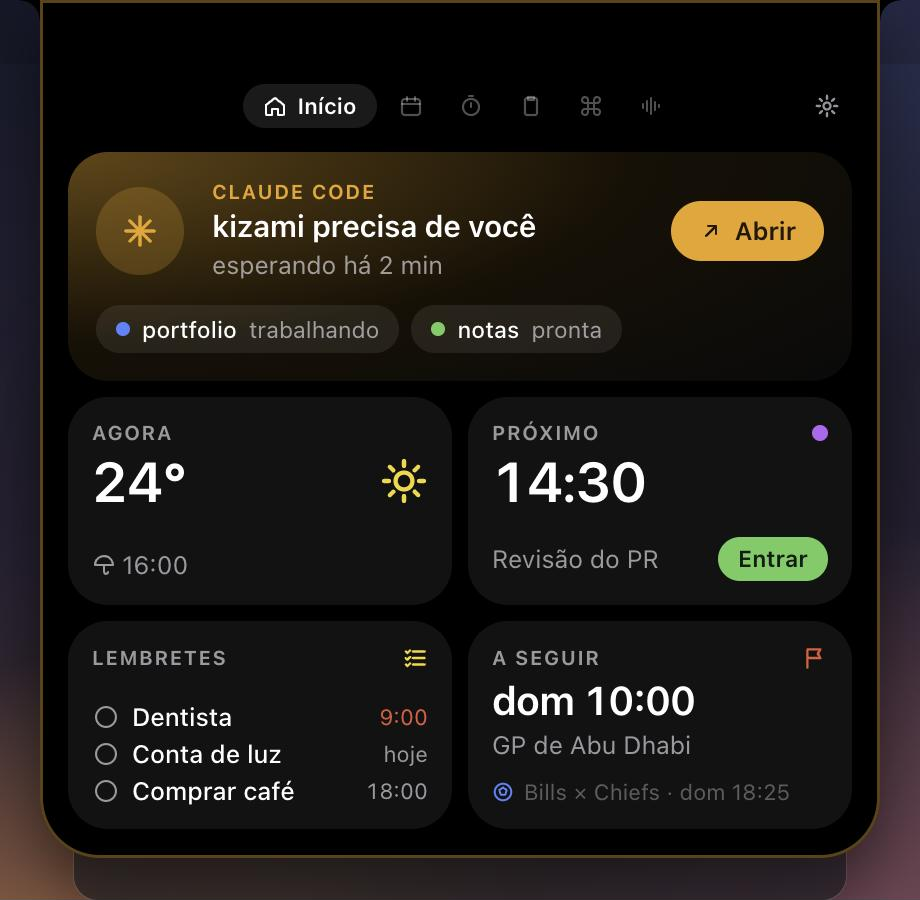 Início
CLAUDE CODE
kizami precisa de você
esperando há 2 min
Abrir
portfolio trabalhando
notas pronta
AGORA
24°
16:00
PRÓXIMO
14:30
Revisão do PR
Entrar
LEMBRETES
Dentista 9:00
Conta de luz hoje
Comprar café 18:00
A SEGUIR
dom 10:00
GP de Abu Dhabi
Bills × Chiefs · dom 18:25